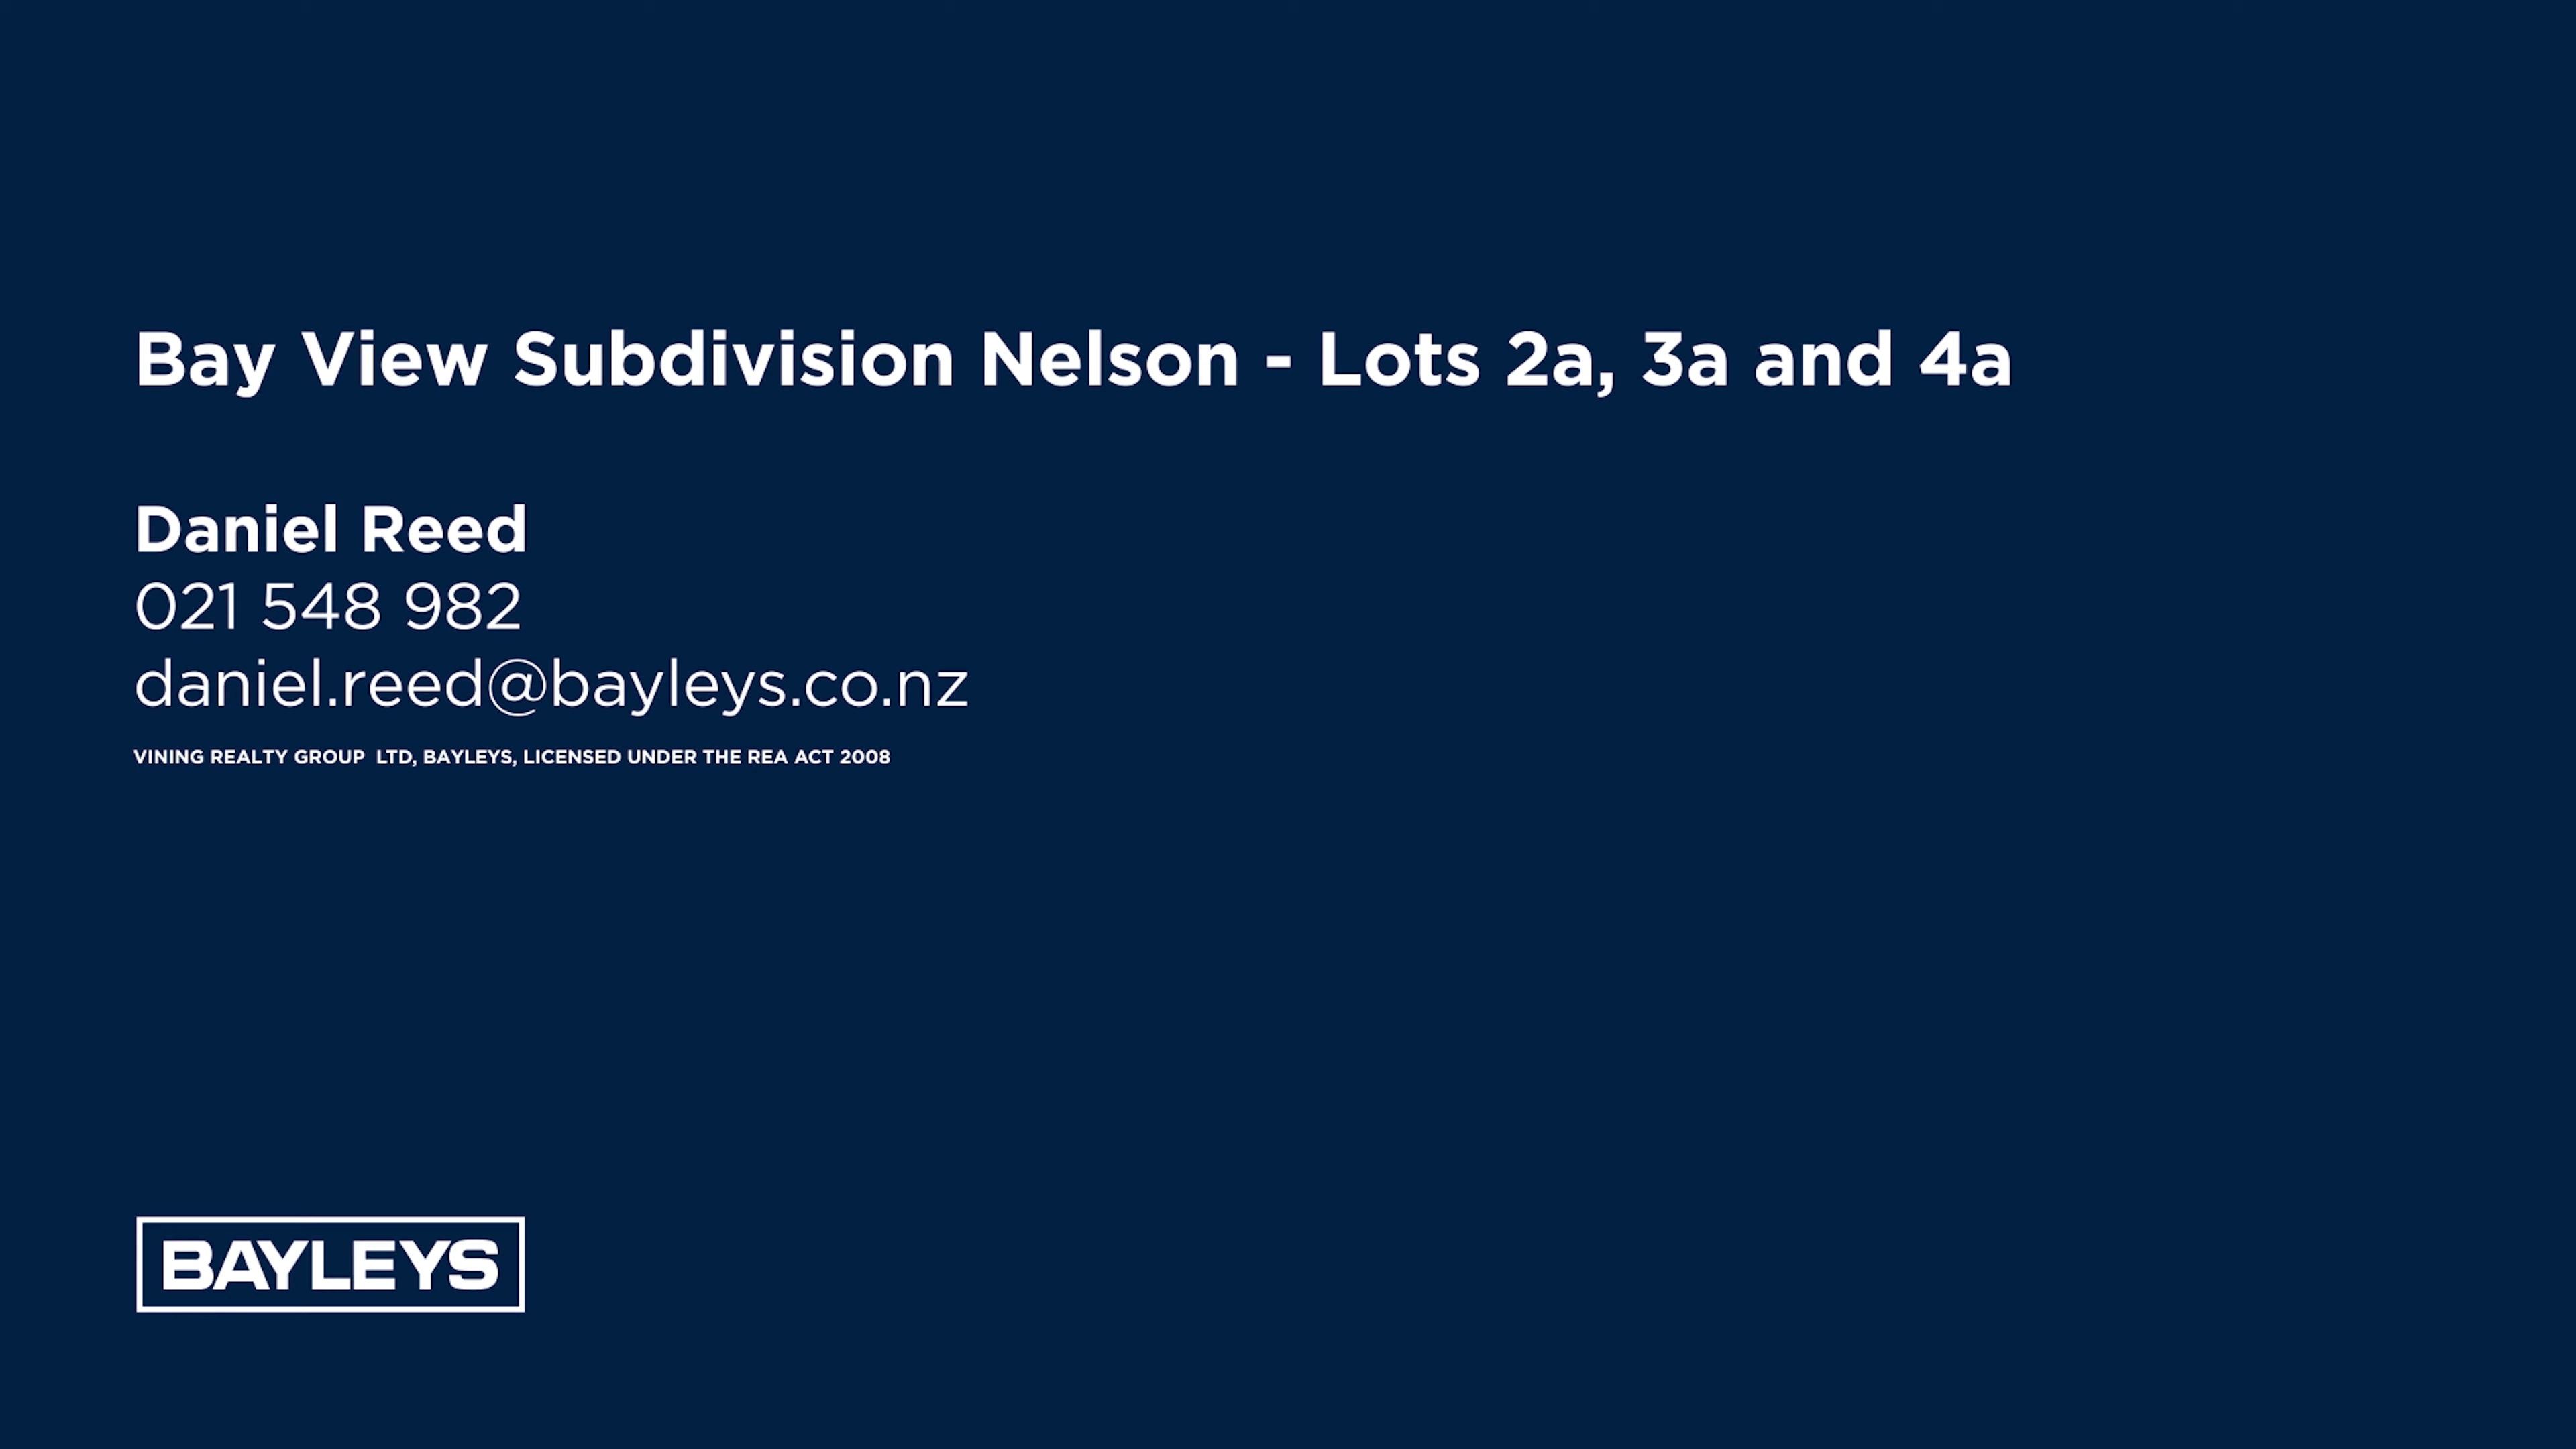 Bay View Subdivision Nelson - Lots 2a, 3a and 4a
Daniel Reed
021 548 982
daniel.reed@bayleys.co.nz
VINING REALTY GROUP  LTD, BAYLEYS, LICENSED UNDER THE REA ACT 2008
BAYLEYS